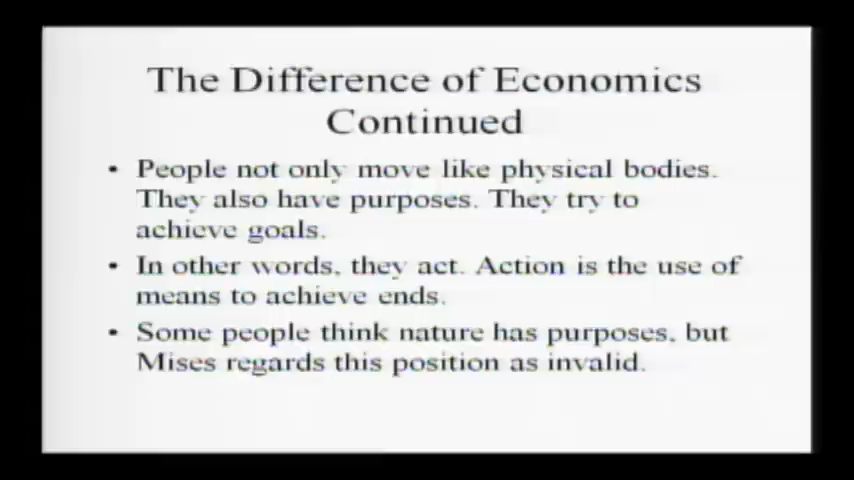 The Difference of Economics
Continued
• People not only move like physical bodies.
They also have purposes. They try to
achieve goals.
• In other words, they act. Action is the use of
means to achieve ends.
• Some people think nature has purposes, but
Mises regards this position as invalid.